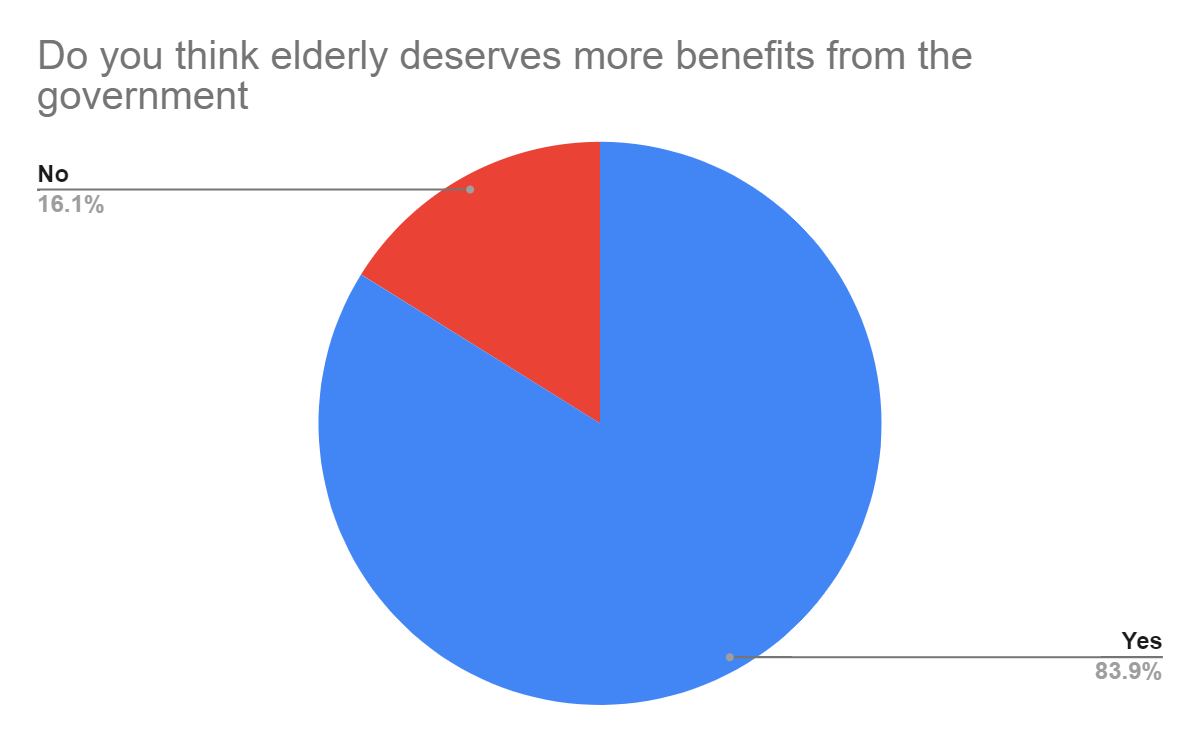 Do you think elderly deserves more benefits from the
government
No
16.1%
Yes
83.9%